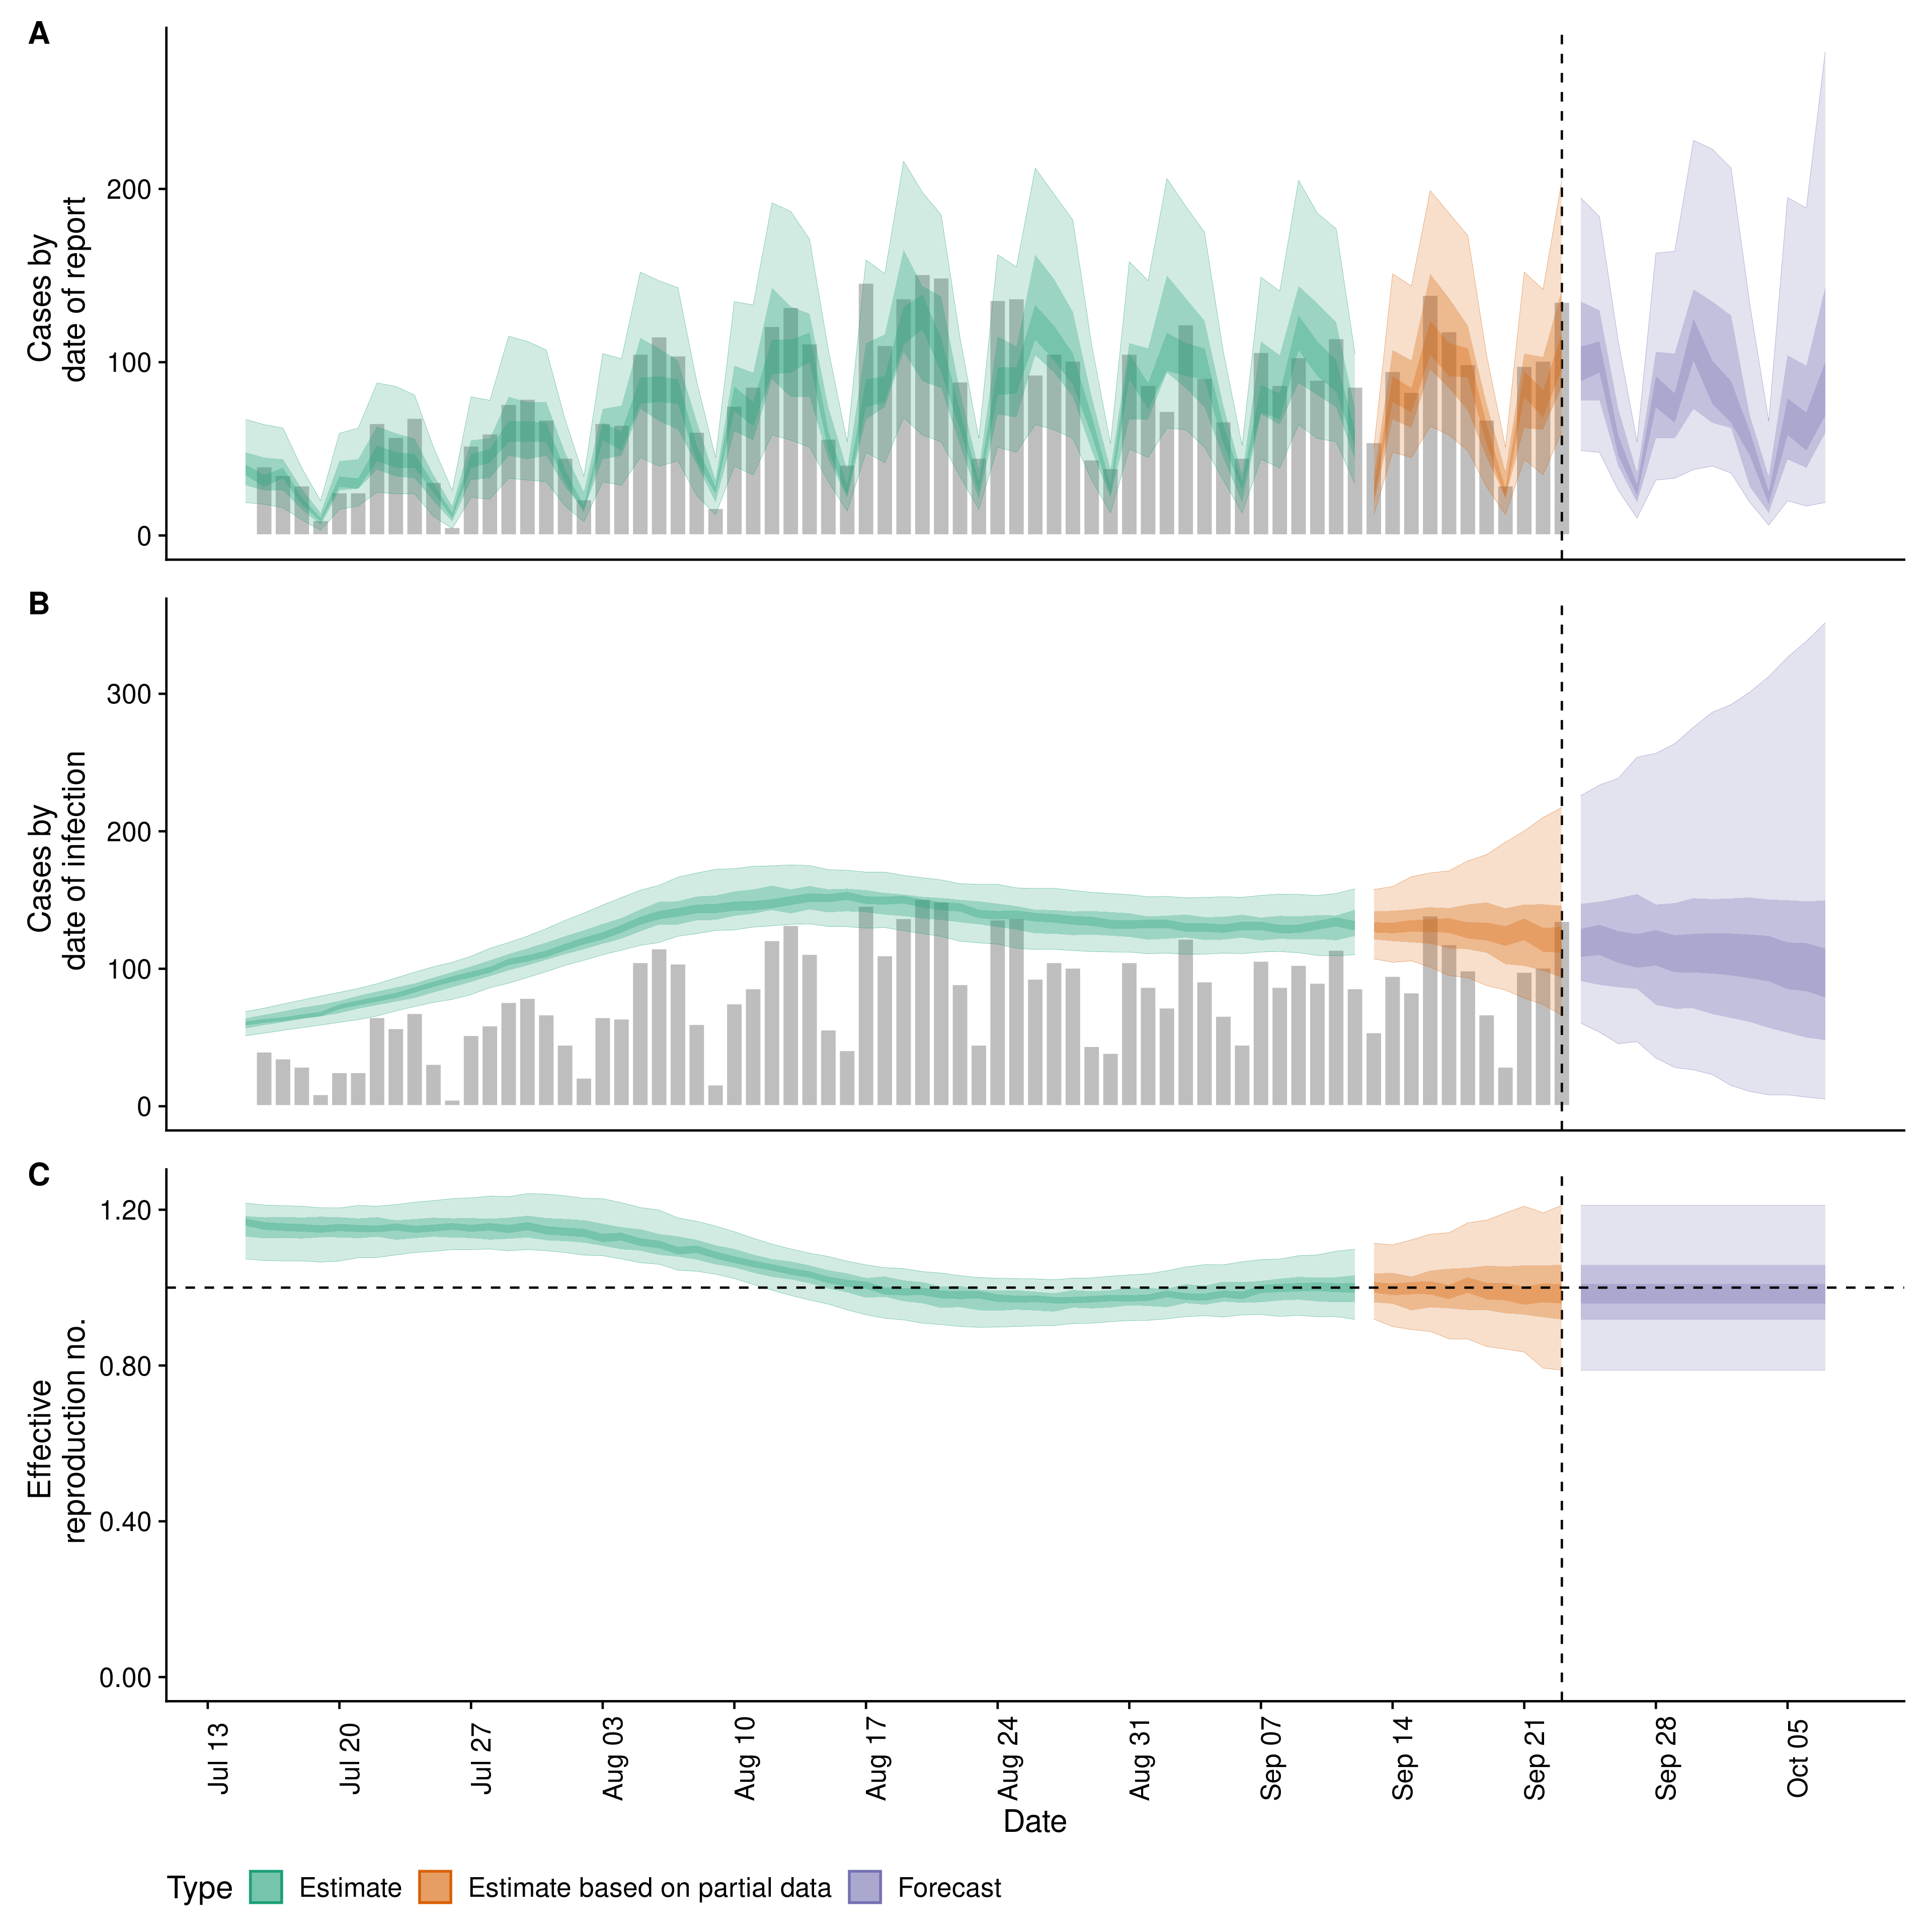 A
Cases by
date of report
200
100
0
B
Cases by
date of infection
300
200
100
0
C
Effective
reproduction no.
1.20
0.80
0.40
0.00
Jul 13
Jul 20
Jul 27
Aug 03
Aug 10
Aug 17
Aug 24
Aug 31
Sep 07
Sep 14
Sep 21
Sep 28
Oct 05
Date
Type Estimate Estimate based on partial data Forecast